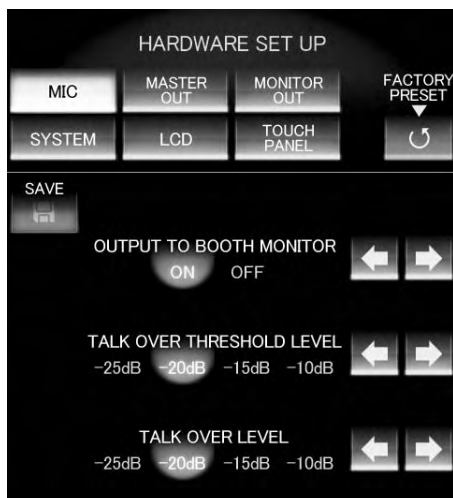 HARDWARE SET UP
MIC
MASTER OUT
MONITOR OUT
FACTORY PRESET
SYSTEM
LCD
TOUCH PANEL
SAVE
OUTPUT TO BOOTH MONITOR
ON OFF
TALK OVER THRESHOLD LEVEL
-25dB -20dB -15dB -10dB
TALK OVER LEVEL
-25dB -20dB -15dB -10dB